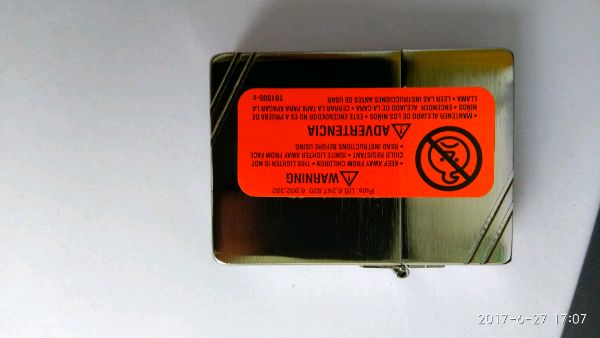 Pats. US 6,247,920 6,902,392
WARNING
• KEEP AWAY FROM CHILDREN • THIS LIGHTER IS NOT
CHILD RESISTANT • IGNITE LIGHTER AWAY FROM FACE
• READ INSTRUCTIONS BEFORE USING
ADVERTENCIA
• MANTENER ALEJADO DE LOS NIÑOS • ESTE ENCENDEDOR NO ES A PRUEBA DE
NIÑOS • ENCENDER ALEJADO DE LA CARA • CERRAR LA TAPA PARA APAGAR LA
LLAMA • LEER LAS INSTRUCCIONES ANTES DE USAR
181005-c
2017-6-27 17:07